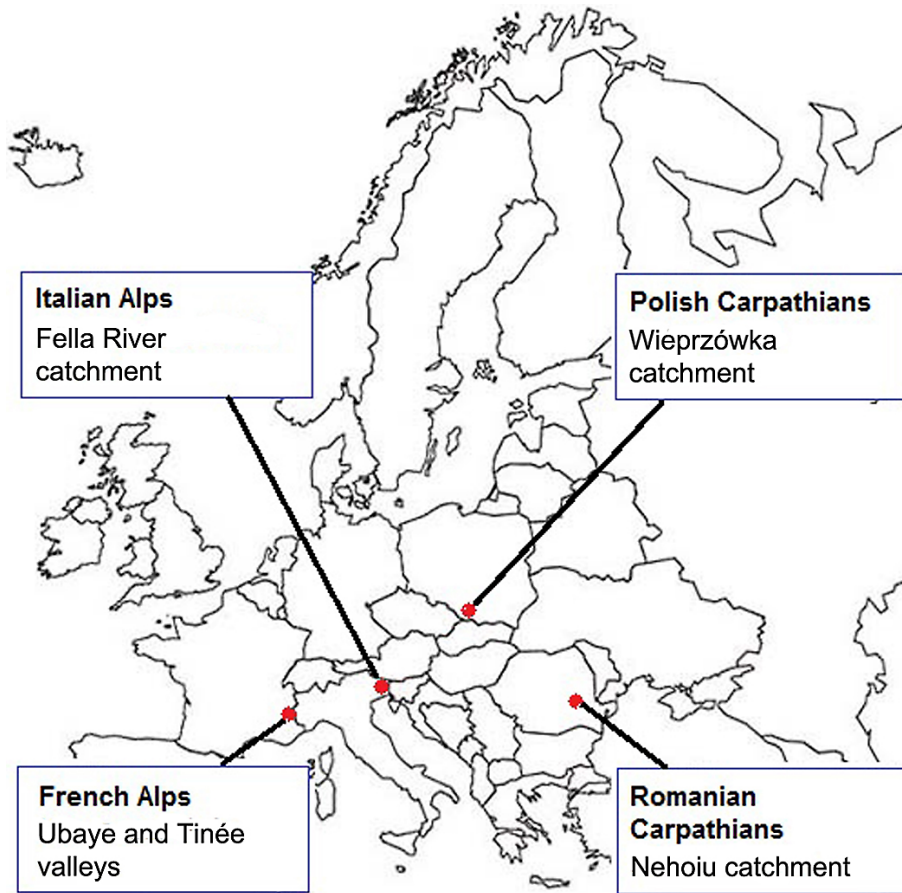 Italian Alps
Fella River
catchment
Polish Carpathians
Wieprzówka
catchment
French Alps
Ubaye and Tinée
valleys
Romanian
Carpathians
Nehoiu catchment